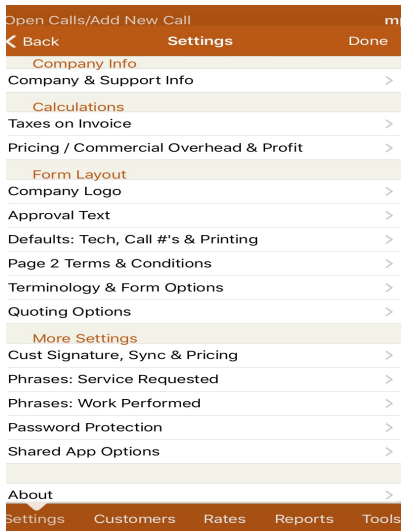 Open Calls/Add New Call
Back Settings Done
Company Info
Company & Support Info
Calculations
Taxes on Invoice
Pricing / Commercial Overhead & Profit
Form Layout
Company Logo
Approval Text
Defaults: Tech, Call #'s & Printing
Page 2 Terms & Conditions
Terminology & Form Options
Quoting Options
More Settings
Cust Signature, Sync & Pricing
Phrases: Service Requested
Phrases: Work Performed
Password Protection
Shared App Options
About
Settings Customers Rates Reports Tools